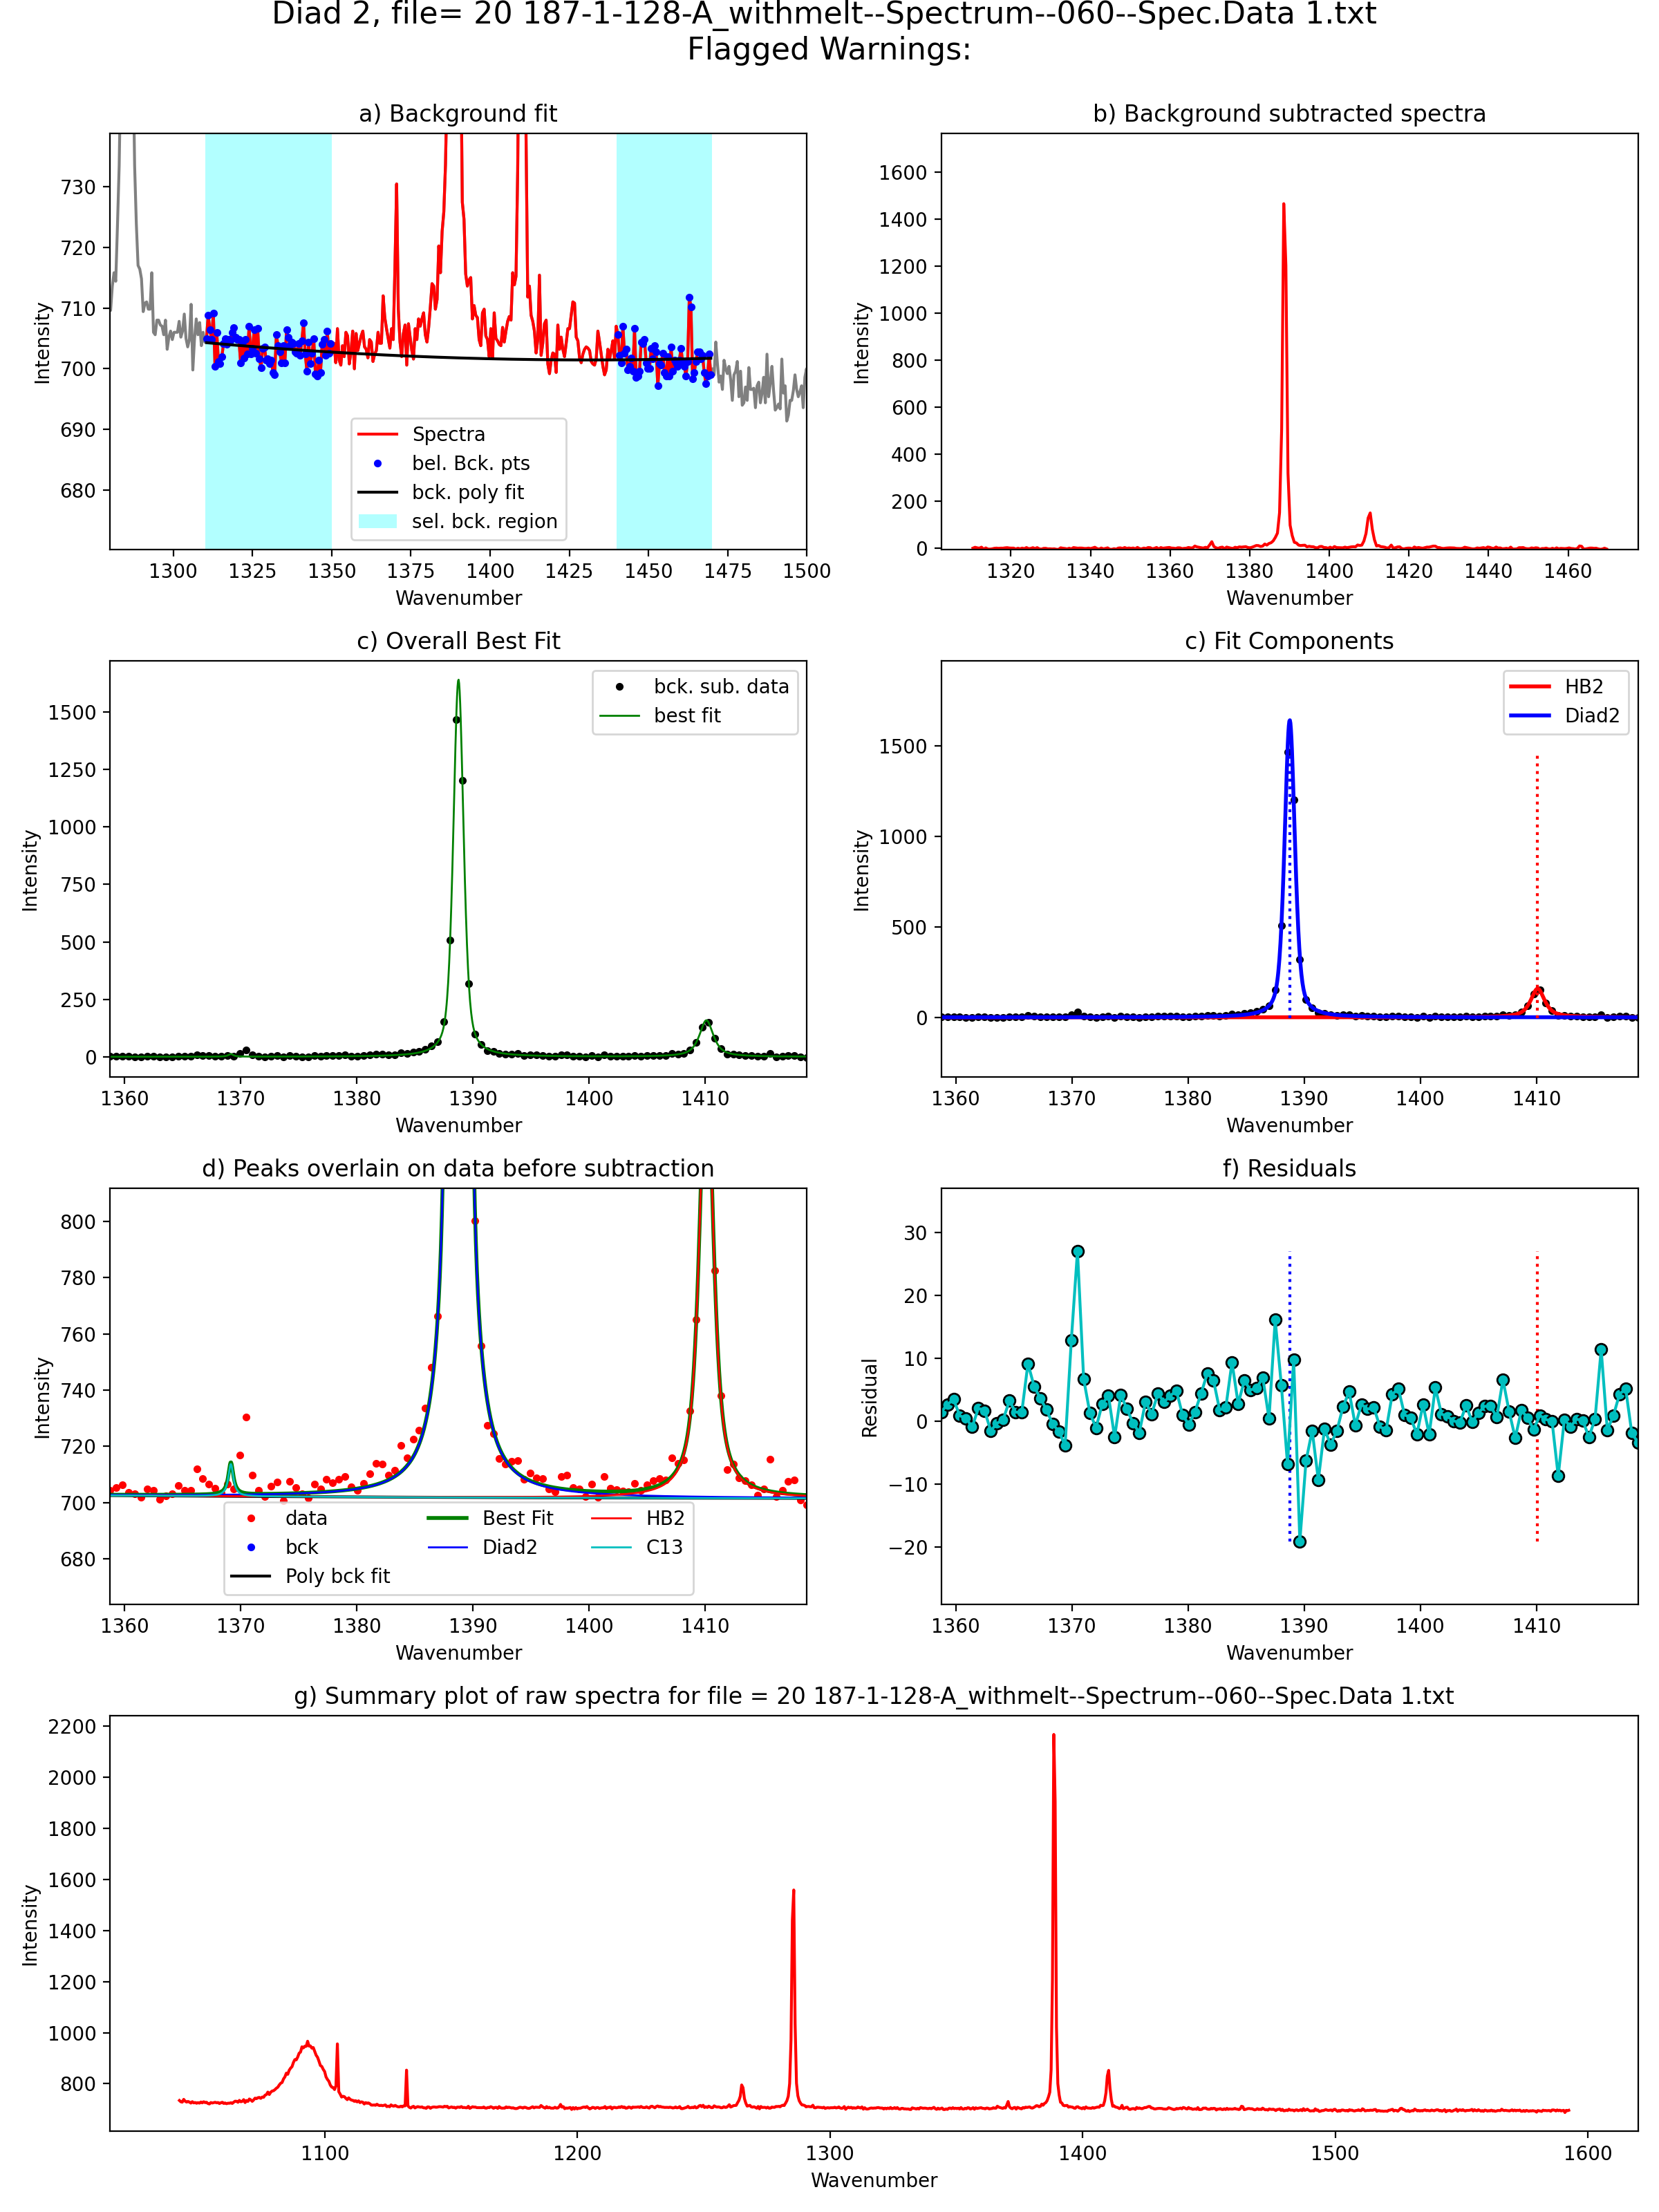 Diad 2, file= 20 187-1-128-A_withmelt--Spectrum--060--Spec.Data 1.txt
Flagged Warnings:
a) Background fit
Intensity
730
720
710
700
690
680
Spectra
bel. Bck. pts
bck. poly fit
sel. bck. region
1300 1325 1350 1375 1400 1425 1450 1475 1500
Wavenumber
b) Background subtracted spectra
Intensity
1600
1400
1200
1000
800
600
400
200
0
1320 1340 1360 1380 1400 1420 1440 1460
Wavenumber
c) Overall Best Fit
Intensity
1500
1250
1000
750
500
250
0
bck. sub. data
best fit
1360 1370 1380 1390 1400 1410
Wavenumber
c) Fit Components
Intensity
1500
1000
500
0
HB2
Diad2
1360 1370 1380 1390 1400 1410
Wavenumber
d) Peaks overlain on data before subtraction
Intensity
800
780
760
740
720
700
680
data
bck
Poly bck fit
Best Fit
Diad2
HB2
C13
1360 1370 1380 1390 1400 1410
Wavenumber
f) Residuals
Residual
30
20
10
0
−10
−20
1360 1370 1380 1390 1400 1410
Wavenumber
g) Summary plot of raw spectra for file = 20 187-1-128-A_withmelt--Spectrum--060--Spec.Data 1.txt
Intensity
2200
2000
1800
1600
1400
1200
1000
800
1100 1200 1300 1400 1500 1600
Wavenumber